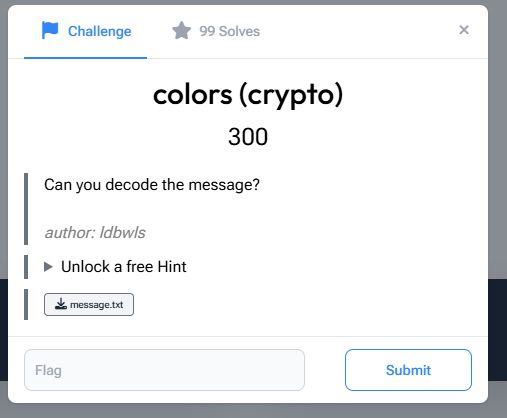 Challenge
99 Solves
×
colors (crypto)
300
Can you decode the message?
author: ldbwls
Unlock a free Hint
message.txt
Flag
Submit